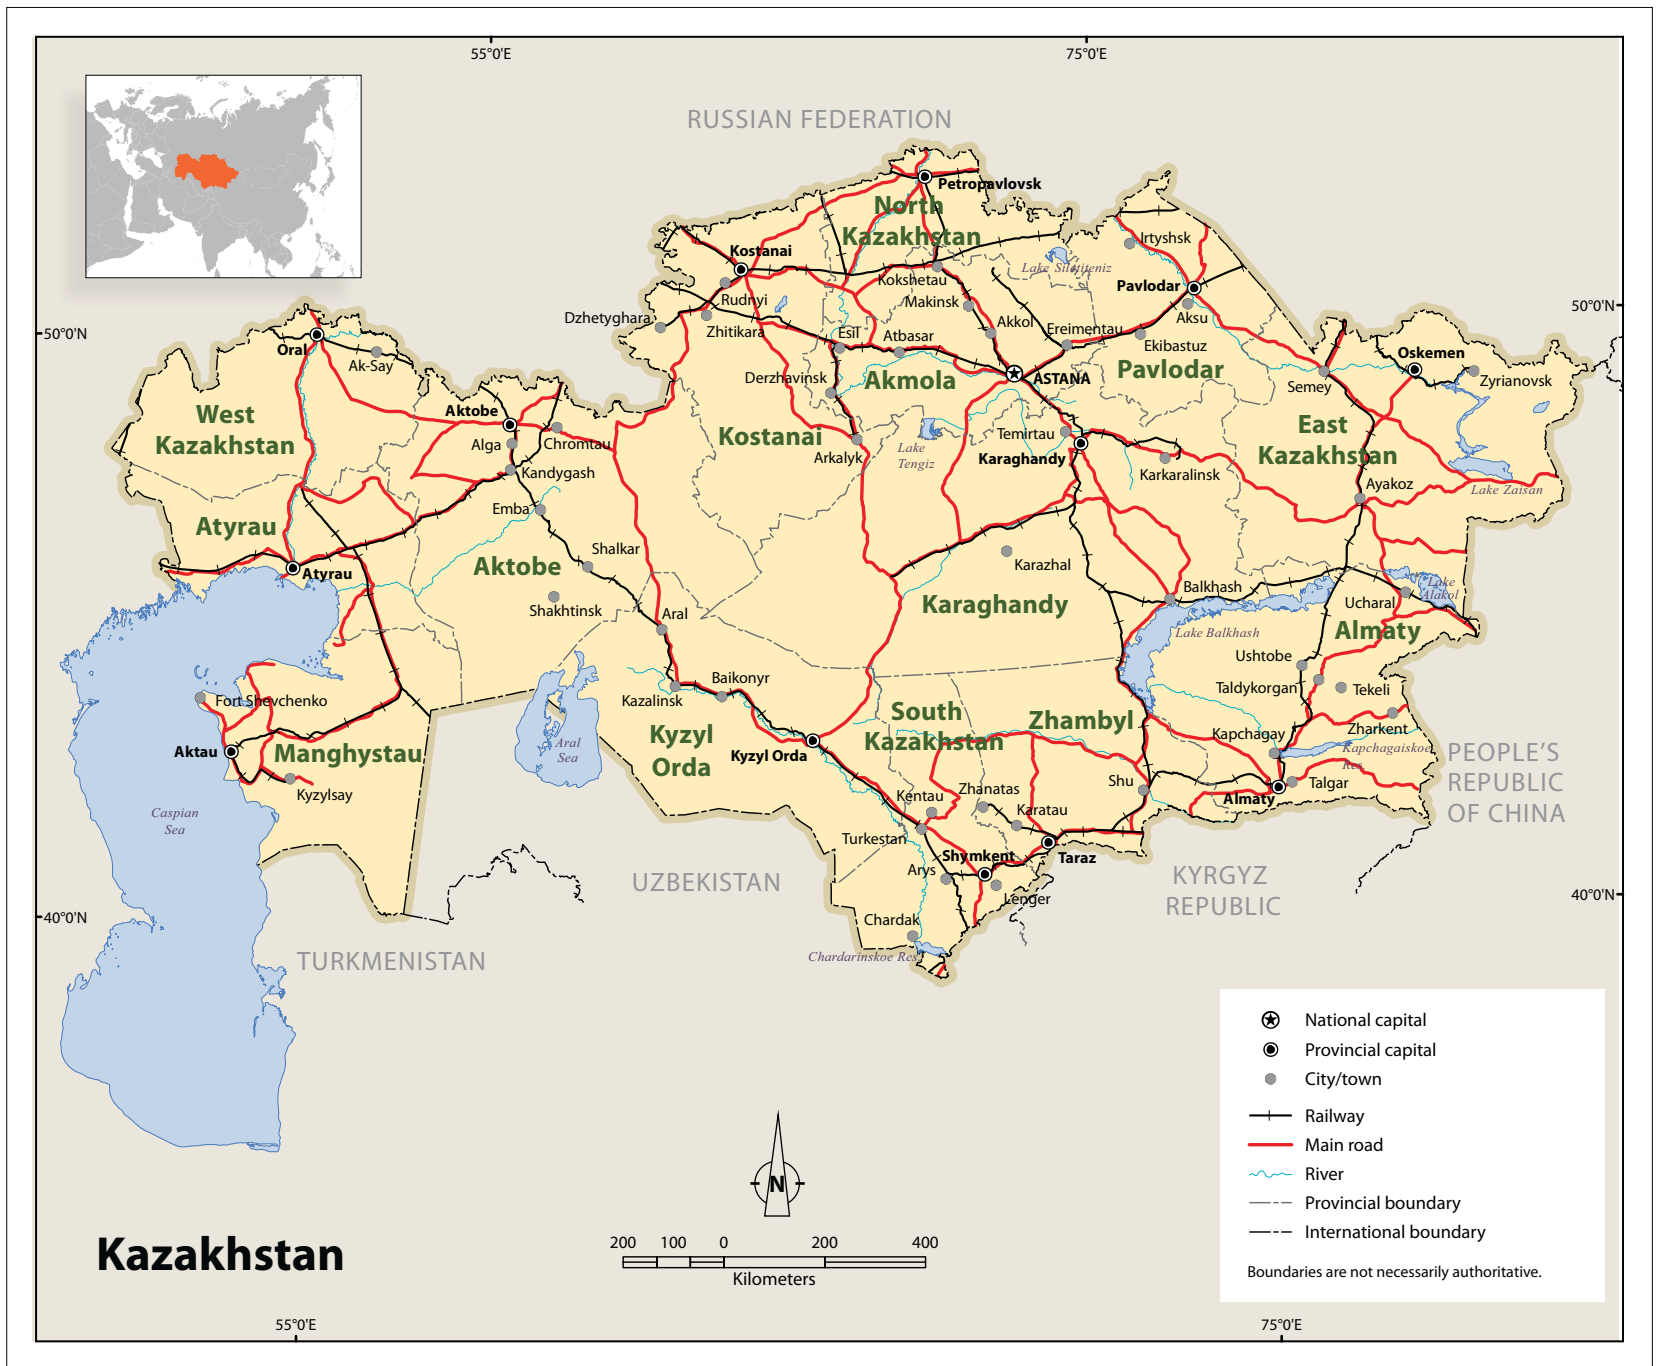 55°0'E
75°0'E
RUSSIAN FEDERATION
Petropavlovsk
North
Kazakhstan
Irtyshsk
Kostanai
Lake Siletiteniz
Kokshetau
Pavlodar
Rudnyi
Makinsk
50°0'N
Dzhetyghara
Zhitikara
Akkol
Aksu
50°0'N
Esil
Atbasar
Ereimentau
Ekibastuz
Oral
Oskemen
Ak-Say
Derzhavinsk
Akmola
ASTANA
Pavlodar
Semey
Zyrianovsk
West
Kazakhstan
Aktobe
Alga
Chromtau
Kostanai
Temirtau
East
Kazakhstan
Arkalyk
Lake
Tengiz
Karaghandy
Kandygash
Karkaralinsk
Ayakoz
Lake Zaisan
Emba
Atyrau
Shalkar
Aktobe
Karazhal
Atyrau
Balkhash
Lake
Alakol
Shakhtinsk
Aral
Karaghandy
Ucharal
Lake Balkhash
Almaty
Ushtobe
Baikonyr
Taldykorgan
Tekeli
Fort Shevchenko
Kazalinsk
South
Kazakhstan
Zhambyl
Zharkent
Kyzyl
Orda
Kapchagay
Kapchagaiskoe
Res.
Aktau
Manghystau
Aral
Sea
Kyzyl Orda
PEOPLE'S
REPUBLIC
OF CHINA
Kyzylsay
Kentau
Zhanatas
Shu
Talgar
Caspian
Sea
Karatau
Almaty
Turkestan
Shymkent
Taraz
Arys
UZBEKISTAN
KYRGYZ
REPUBLIC
Lenger
40°0'N
Chardak
40°0'N
Chardarinskoe Res.
TURKMENISTAN
National capital
Provincial capital
City/town
Railway
Main road
River
Provincial boundary
International boundary
Boundaries are not necessarily authoritative.
N
Kazakhstan
200 100 0 200 400
Kilometers
55°0'E
75°0'E